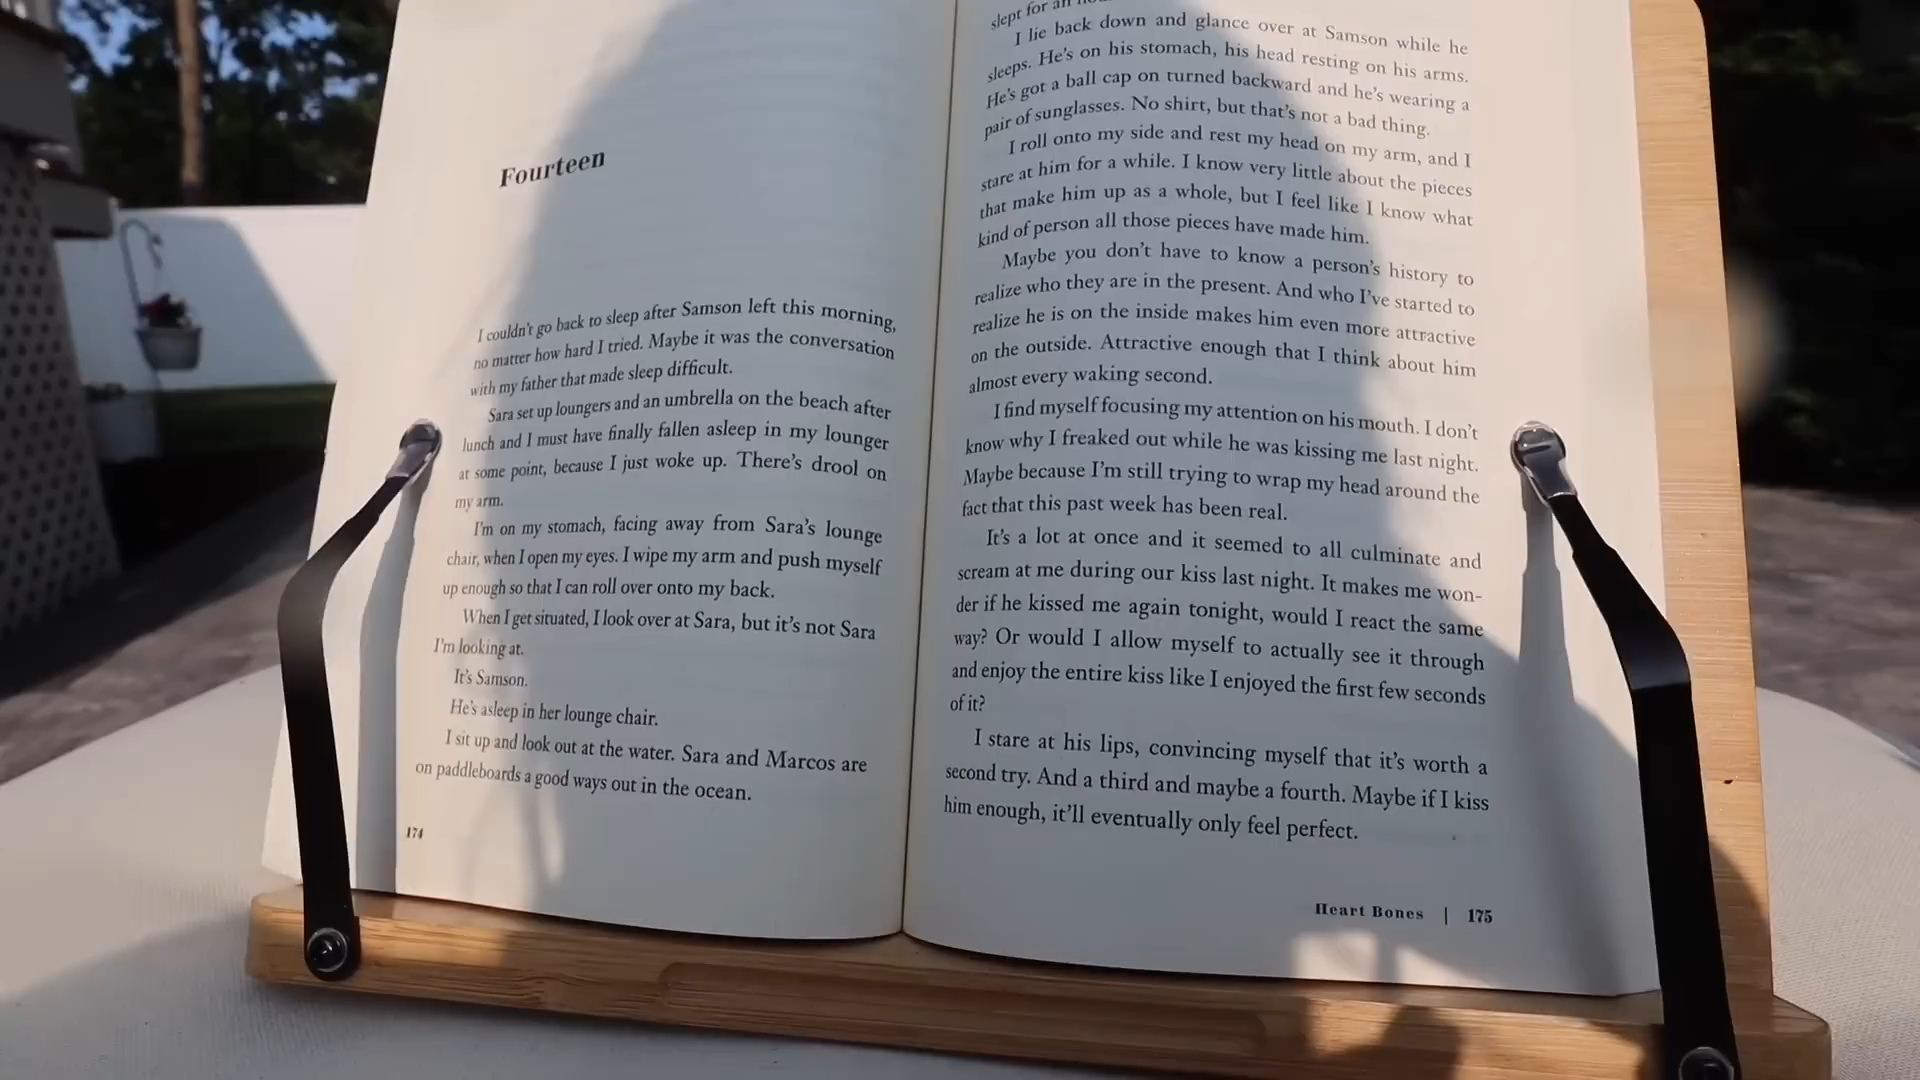 Fourteen
I couldn't go back to sleep after Samson left this morning,
no matter how hard I tried. Maybe it was the conversation
with my father that made sleep difficult.
Sara set up loungers and an umbrella on the beach after
lunch and I must have finally fallen asleep in my lounger
at some point, because I just woke up. There's drool on
my arm.
I'm on my stomach, facing away from Sara's lounge
chair, when I open my eyes. I wipe my arm and push myself
up enough so that I can roll over onto my back.
When I get situated, I look over at Sara, but it's not Sara
I'm looking at.
It's Samson.
He's asleep in her lounge chair.
I sit up and look out at the water. Sara and Marcos are
on paddleboards a good ways out in the ocean.
174
slept for an
I lie back down and glance over at Samson while he
sleeps. He's on his stomach, his head resting on his arms.
He's got a ball cap on turned backward and he's wearing a
pair of sunglasses. No shirt, but that's not a bad thing.
I roll onto my side and rest my head on my arm, and I
stare at him for a while. I know very little about the pieces
that make him up as a whole, but I feel like I know what
kind of person all those pieces have made him.
Maybe you don't have to know a person's history to
realize who they are in the present. And who I've started to
realize he is on the inside makes him even more attractive
on the outside. Attractive enough that I think about him
almost every waking second.
I find myself focusing my attention on his mouth. I don't
know why I freaked out while he was kissing me last night.
Maybe because I'm still trying to wrap my head around the
fact that this past week has been real.
It's a lot at once and it seemed to all culminate and
scream at me during our kiss last night. It makes me won-
der if he kissed me again tonight, would I react the same
way? Or would I allow myself to actually see it through
and enjoy the entire kiss like I enjoyed the first few seconds
of it?
I stare at his lips, convincing myself that it's worth a
second try. And a third and maybe a fourth. Maybe if I kiss
him enough, it'll eventually only feel perfect.
Heart Bones | 175